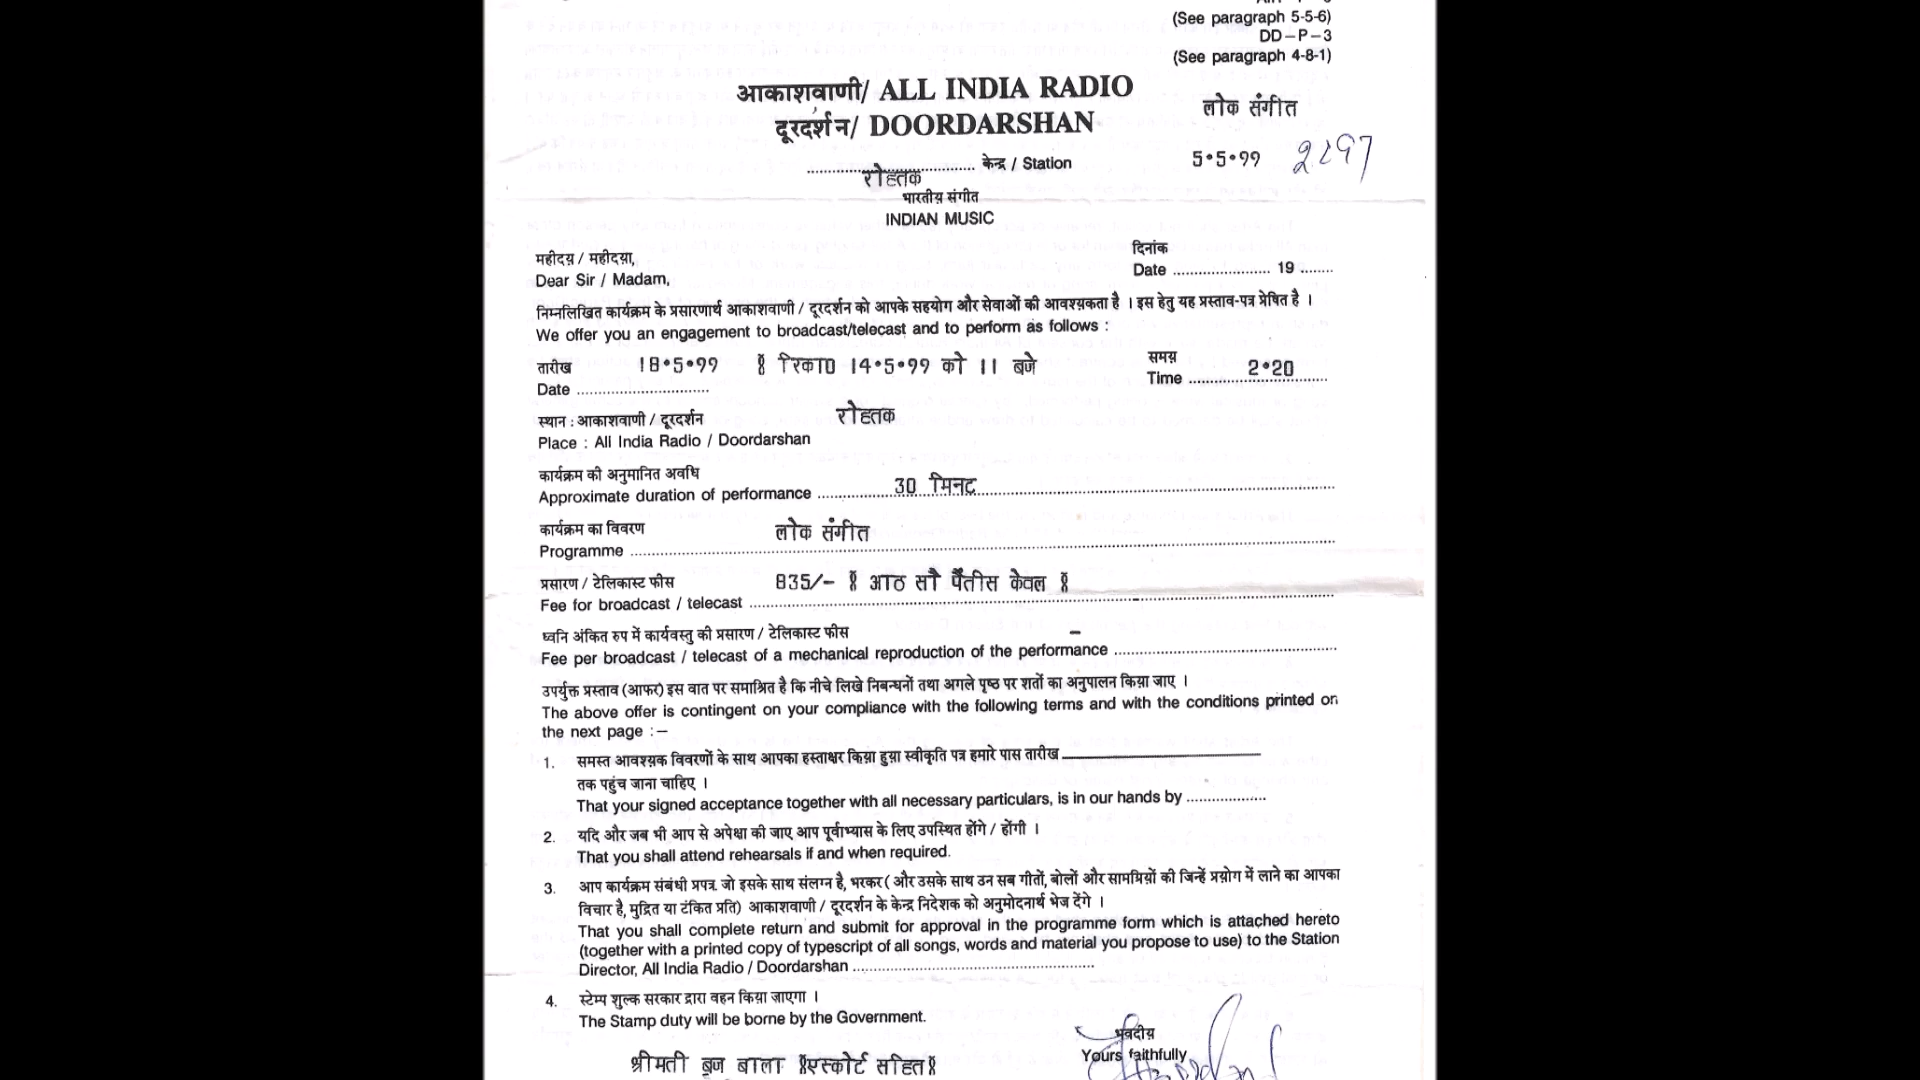 (See paragraph 5-5-6)
DD-P-3
(See paragraph 4-8-1)
आकाशवाणी/ ALL INDIA RADIO
दूरदर्शन/ DOORDARSHAN
लोक संगीत
5·5·99
केन्द्र / Station
रोहतक
भारतीय संगीत
INDIAN MUSIC
महीदय / महीदया,
दिनांक
Dear Sir / Madam,
Date ...................... 19 ........
निम्नलिखित कार्यक्रम के प्रसारणार्थ आकाशवाणी / दूरदर्शन को आपके सहयोग और सेवाओं की आवश्यकता है । इस हेतु यह प्रस्ताव-पत्र प्रेषित है ।
We offer you an engagement to broadcast/telecast and to perform as follows :
तारीख 18·5·99 14·5·99 को 11 बजे समय
Date ............................... Time 2·20
स्थान : आकाशवाणी / दूरदर्शन रोहतक
Place : All India Radio / Doordarshan
कार्यक्रम की अनुमानित अवधि
Approximate duration of performance 30 मिनट
कार्यक्रम का विवरण लोक संगीत
Programme
प्रसारण / टेलिकास्ट फीस 835/- आठ सौ पैंतीस केवल
Fee for broadcast / telecast
ध्वनि अंकित रुप में कार्यवस्तु की प्रसारण / टेलिकास्ट फीस –
Fee per broadcast / telecast of a mechanical reproduction of the performance
उपर्युक्त प्रस्ताव (आफर) इस वात पर समाश्रित है कि नीचे लिखे निबन्धनों तथा अगले पृष्ठ पर शर्तो का अनुपालन किया जाए ।
The above offer is contingent on your compliance with the following terms and with the conditions printed on
the next page :–
1. समस्त आवश्यक विवरणों के साथ आपका हस्ताक्षर किया हुया स्वीकृति पत्र हमारे पास तारीख
तक पहुंच जाना चाहिए ।
That your signed acceptance together with all necessary particulars, is in our hands by ....................
2. यदि और जब भी आप से अपेक्षा की जाए आप पूर्वाभ्यास के लिए उपस्थित होंगे / होंगी ।
That you shall attend rehearsals if and when required.
3. आप कार्यक्रम संबंधी प्रपत्र जो इसके साथ संलग्न है, भरकर ( और उसके साथ उन सब गीतों, बोलों और सामग्रियों की जिन्हें प्रयोग में लाने का आपका
विचार है, मुद्रित या टंकित प्रति) आकाशवाणी / दूरदर्शन के केन्द्र निदेशक को अनुमोदनार्थ भेज देंगे ।
That you shall complete return and submit for approval in the programme form which is attached hereto
(together with a printed copy of typescript of all songs, words and material you propose to use) to the Station
Director, All India Radio / Doordarshan
4. स्टेम्प शुल्क सरकार द्रारा वहन किया जाएगा ।
The Stamp duty will be borne by the Government.
भवदीय
Yours faithfully
श्रीमती बृज बाला एस्कोर्ट सहित